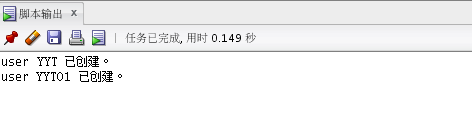 脚本输出 x
任务已完成, 用时 0.149 秒
user YYT 已创建。
user YYT01 已创建。